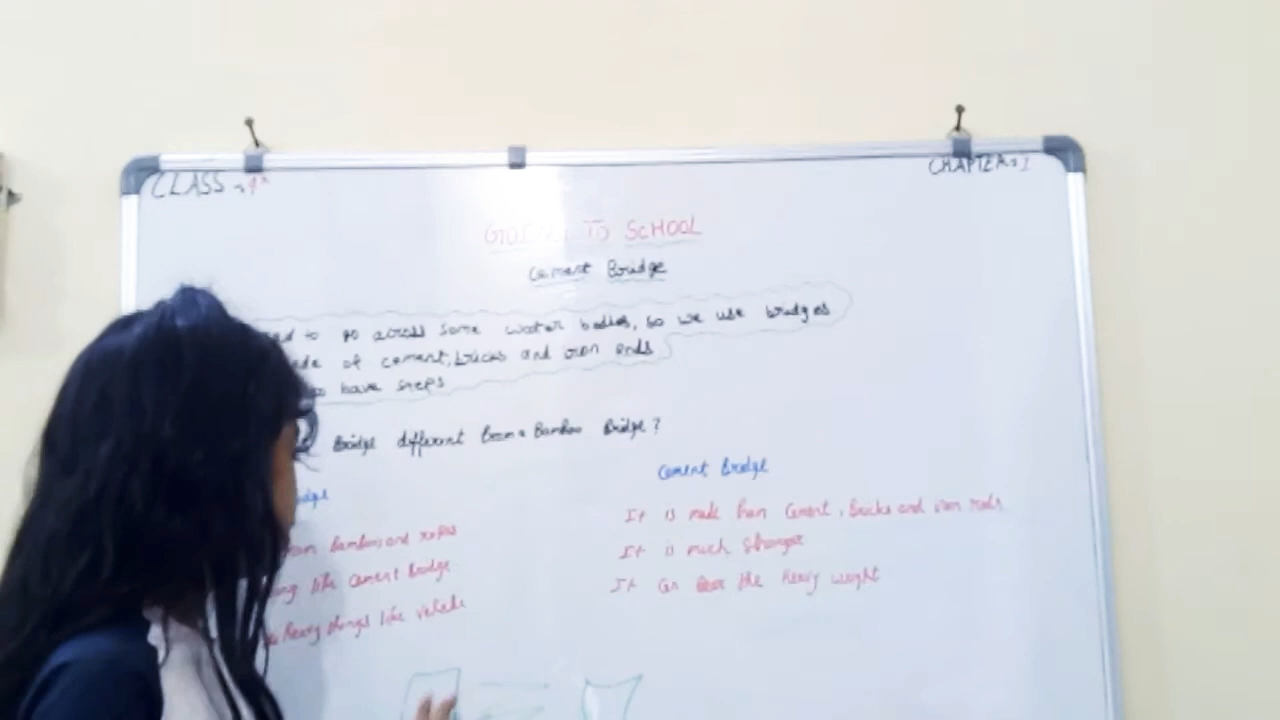 CLASS
CHAPTER:1
GOING TO SCHOOL
Cement Bridge
to go across some water bodies, so we use bridges
of cement, bricks and iron rods
have steps
Bridge different from a Bamboo Bridge?
Cement Bridge
Bamboo and ropes
It is made from Cement, Bricks and iron rods
like cement Bridge
It is much stronger
Heavy things like vehicle
It can bear the heavy weight